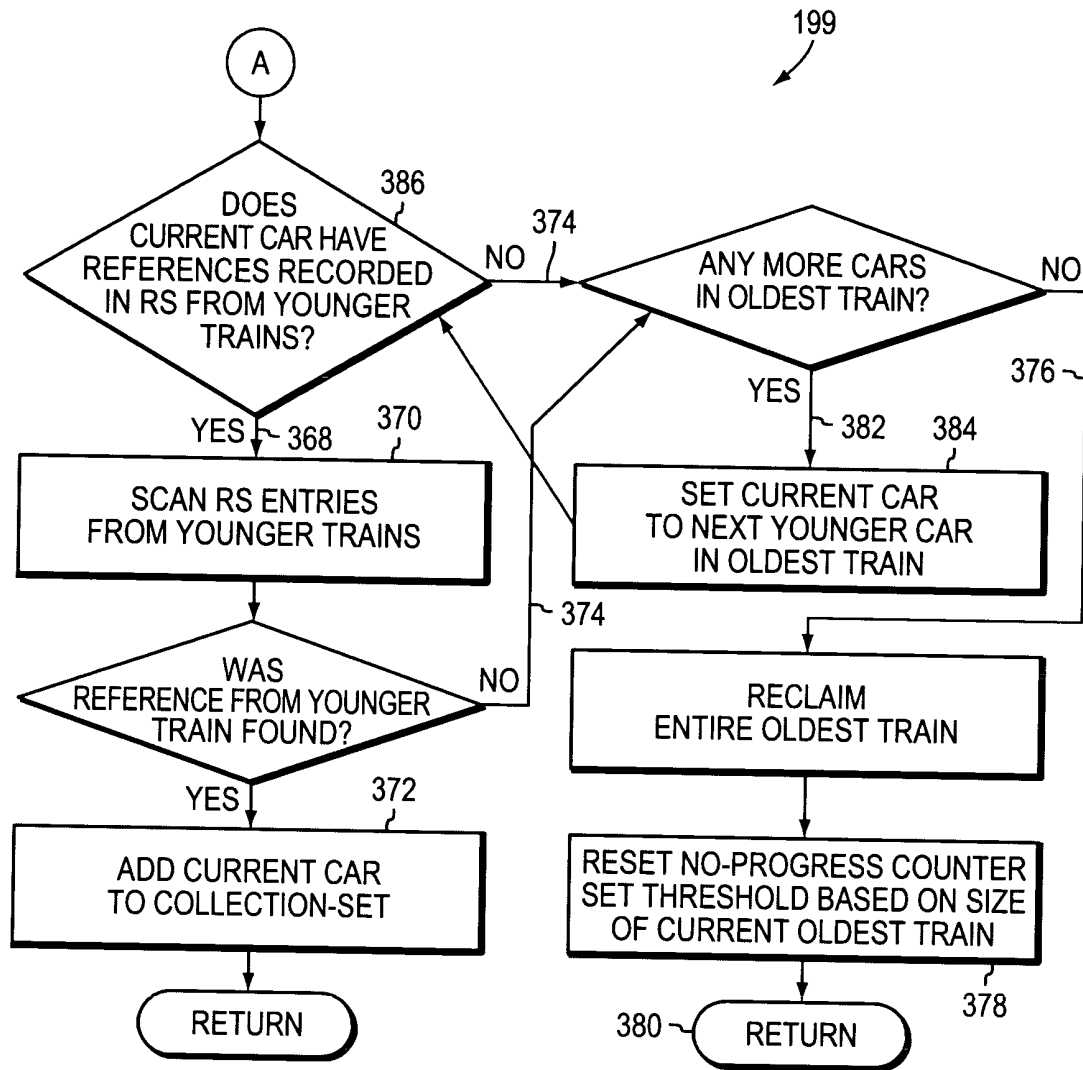 199
A
386
DOES
CURRENT CAR HAVE
REFERENCES RECORDED
IN RS FROM YOUNGER
TRAINS?
NO
374
ANY MORE CARS
IN OLDEST TRAIN?
NO
376
YES
368
370
YES
382
384
SCAN RS ENTRIES
FROM YOUNGER TRAINS
SET CURRENT CAR
TO NEXT YOUNGER CAR
IN OLDEST TRAIN
374
WAS
REFERENCE FROM YOUNGER
TRAIN FOUND?
NO
RECLAIM
ENTIRE OLDEST TRAIN
YES
372
ADD CURRENT CAR
TO COLLECTION-SET
RESET NO-PROGRESS COUNTER
SET THRESHOLD BASED ON SIZE
OF CURRENT OLDEST TRAIN
378
RETURN
380
RETURN